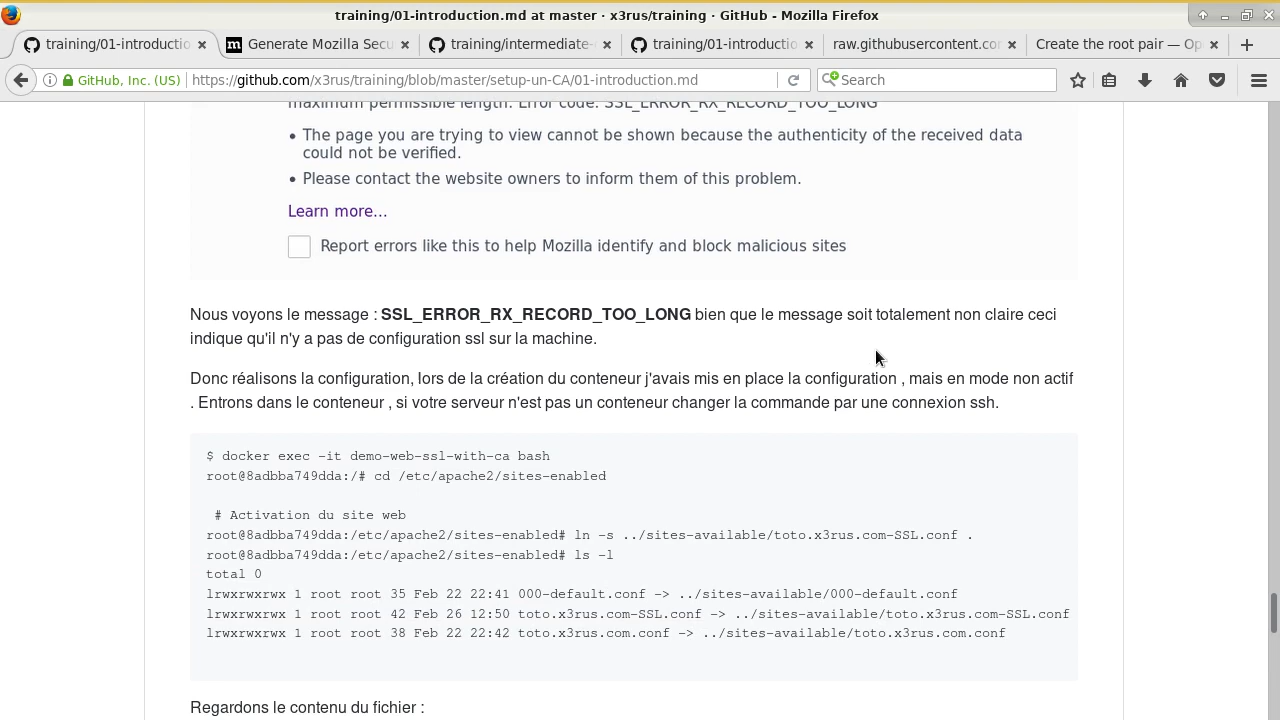 training/01-introduction.md at master · x3rus/training · GitHub - Mozilla Firefox
training/01-introductio
Generate Mozilla Secu
training/intermediate-
training/01-introductio
raw.githubusercontent.cor
Create the root pair — Op
GitHub, Inc. (US)
https://github.com/x3rus/training/blob/master/setup-un-CA/01-introduction.md
Search
maximum permissible length. Error code: SSL_ERROR_RX_RECORD_TOO_LONG
• The page you are trying to view cannot be shown because the authenticity of the received data
could not be verified.
• Please contact the website owners to inform them of this problem.
Learn more...
Report errors like this to help Mozilla identify and block malicious sites
Nous voyons le message : SSL_ERROR_RX_RECORD_TOO_LONG bien que le message soit totalement non claire ceci
indique qu'il n'y a pas de configuration ssl sur la machine.
Donc réalisons la configuration, lors de la création du conteneur j'avais mis en place la configuration , mais en mode non actif
. Entrons dans le conteneur , si votre serveur n'est pas un conteneur changer la commande par une connexion ssh.
$ docker exec -it demo-web-ssl-with-ca bash
root@8adbba749dda:/# cd /etc/apache2/sites-enabled
# Activation du site web
root@8adbba749dda:/etc/apache2/sites-enabled# ln -s ../sites-available/toto.x3rus.com-SSL.conf .
root@8adbba749dda:/etc/apache2/sites-enabled# ls -l
total 0
lrwxrwxrwx 1 root root 35 Feb 22 22:41 000-default.conf -> ../sites-available/000-default.conf
lrwxrwxrwx 1 root root 42 Feb 26 12:50 toto.x3rus.com-SSL.conf -> ../sites-available/toto.x3rus.com-SSL.conf
lrwxrwxrwx 1 root root 38 Feb 22 22:42 toto.x3rus.com.conf -> ../sites-available/toto.x3rus.com.conf
Regardons le contenu du fichier :